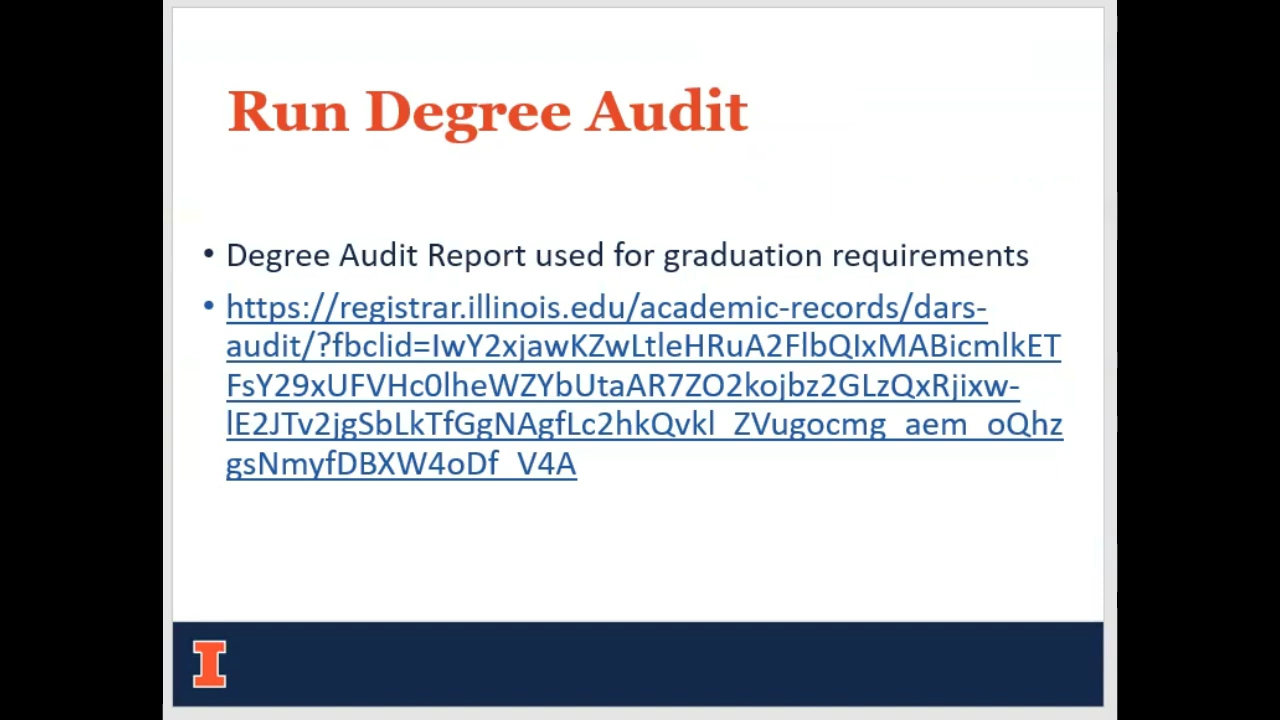 Run Degree Audit
• Degree Audit Report used for graduation requirements
• https://registrar.illinois.edu/academic-records/dars-
audit/?fbclid=IwY2xjawKZwLtleHRuA2FlbQIxMABicmlkET
FsY29xUFVHc0lheWZYbUtaAR7ZO2kojbz2GLzQxRjixw-
lE2JTv2jgSbLkTfGgNAgfLc2hkQvkl_ZVugocmg_aem_oQhz
gsNmyfDBXW4oDf_V4A
I